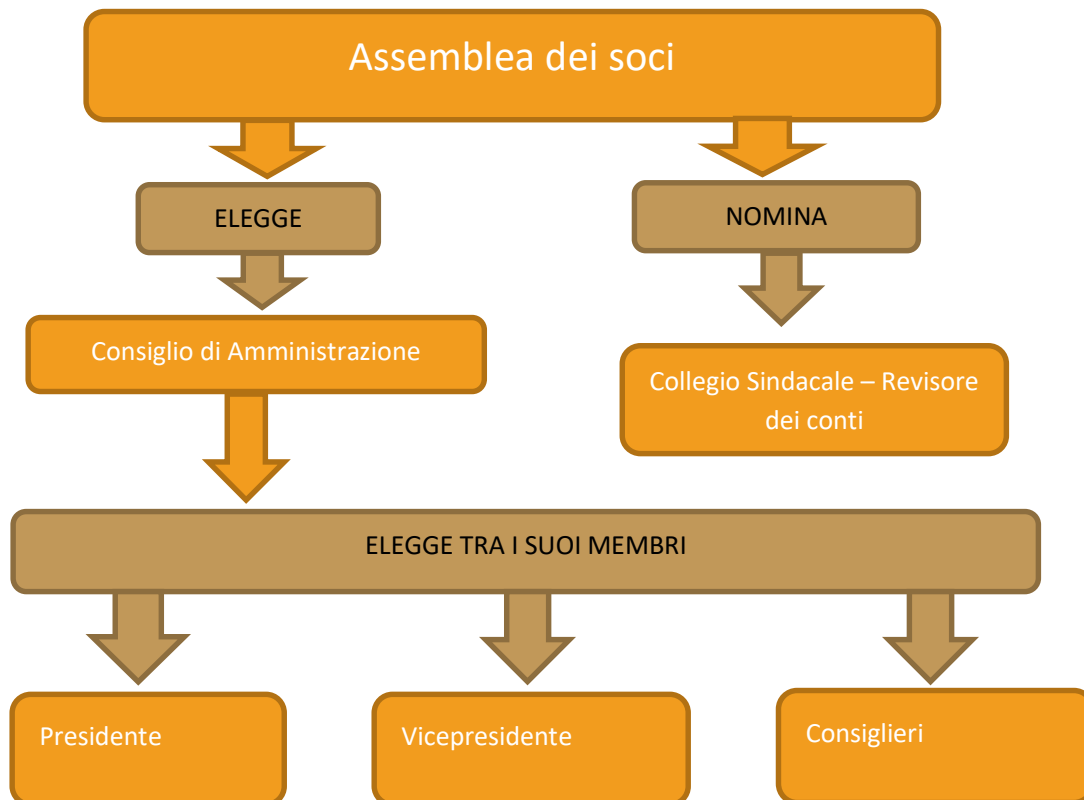 Assemblea dei soci
ELEGGE
NOMINA
Consiglio di Amministrazione
Collegio Sindacale – Revisore
dei conti
ELEGGE TRA I SUOI MEMBRI
Presidente
Vicepresidente
Consiglieri